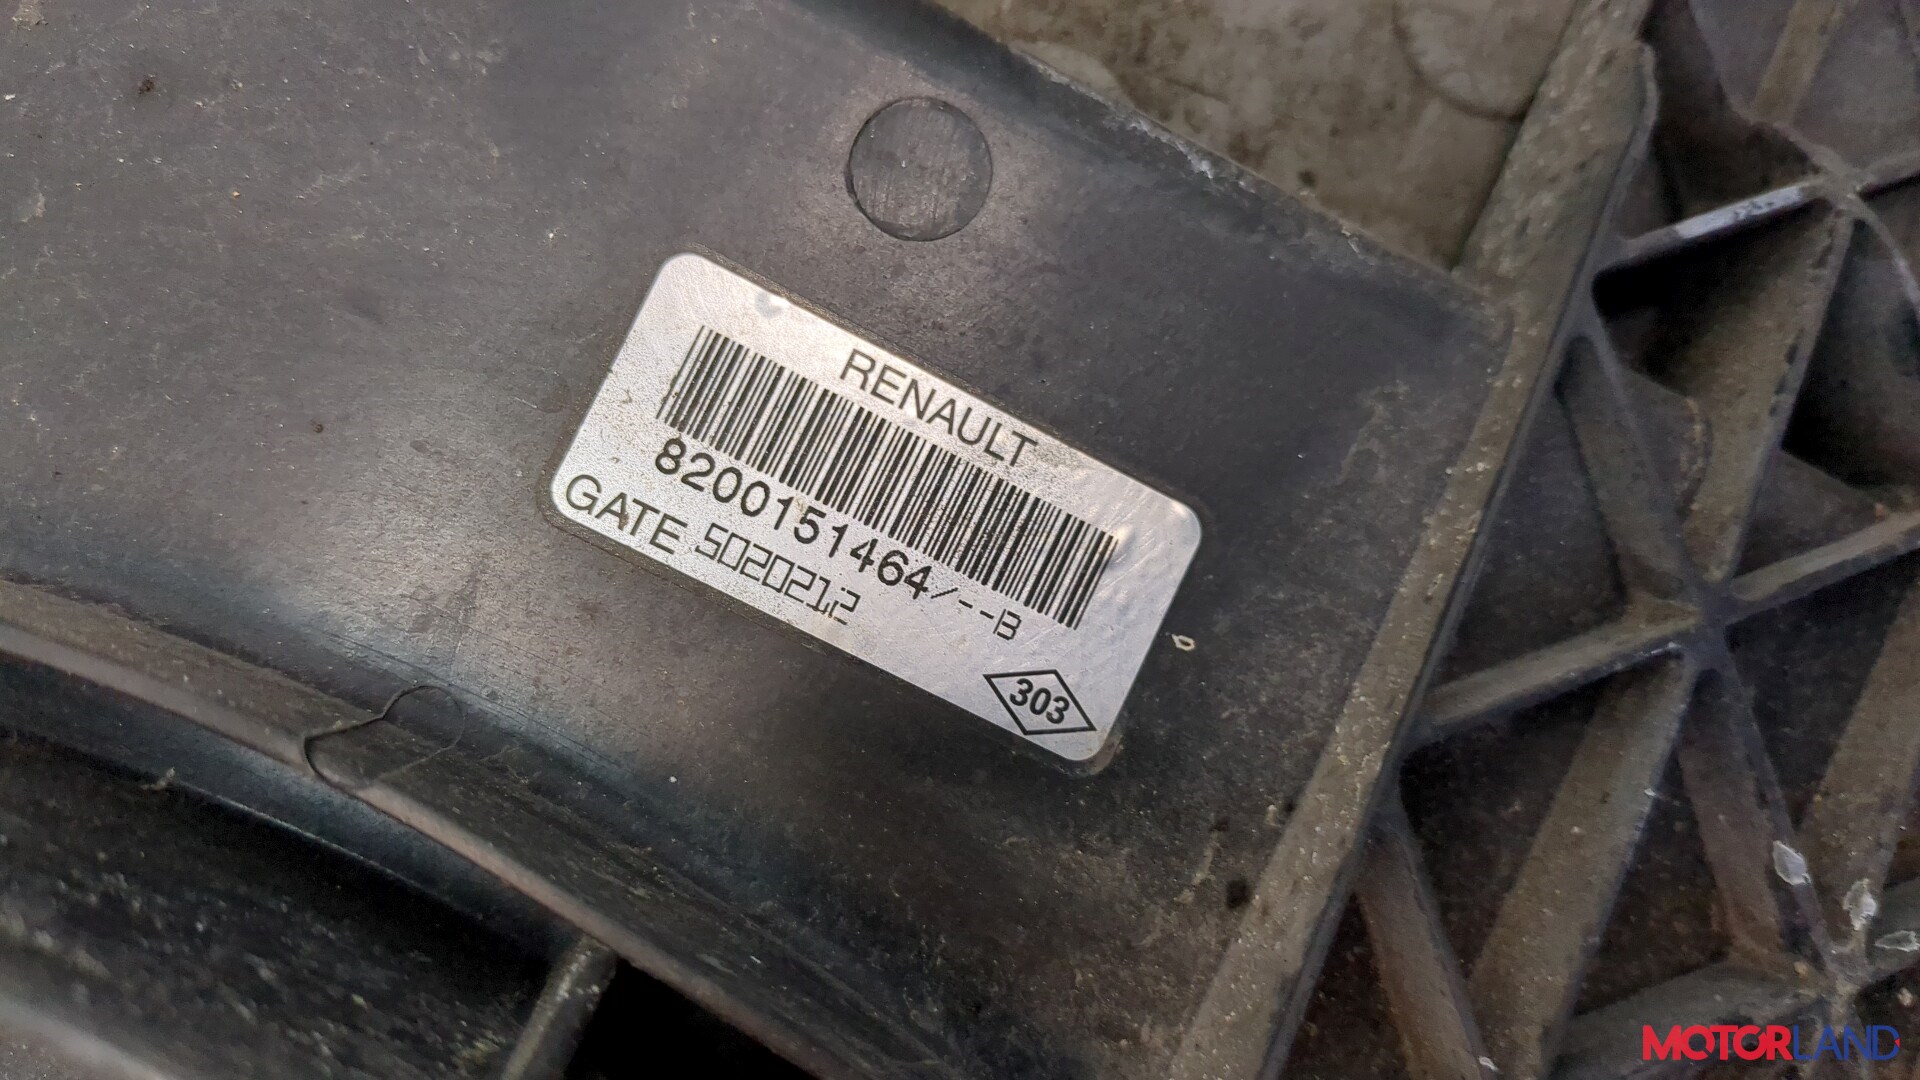 RENAULT
8200151464/--B
GATE 5020212
303
MOTORLAND